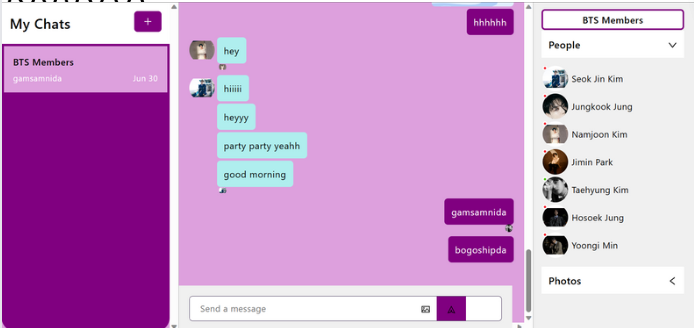 My Chats
+
BTS Members
gamsamnida
Jun 30
hhhhhh
hey
hiiiii
heyyy
party party yeahh
good morning
gamsamnida
bogoshipda
Send a message
BTS Members
People
Seok Jin Kim
Jungkook Jung
Namjoon Kim
Jimin Park
Taehyung Kim
Hosoek Jung
Yoongi Min
Photos